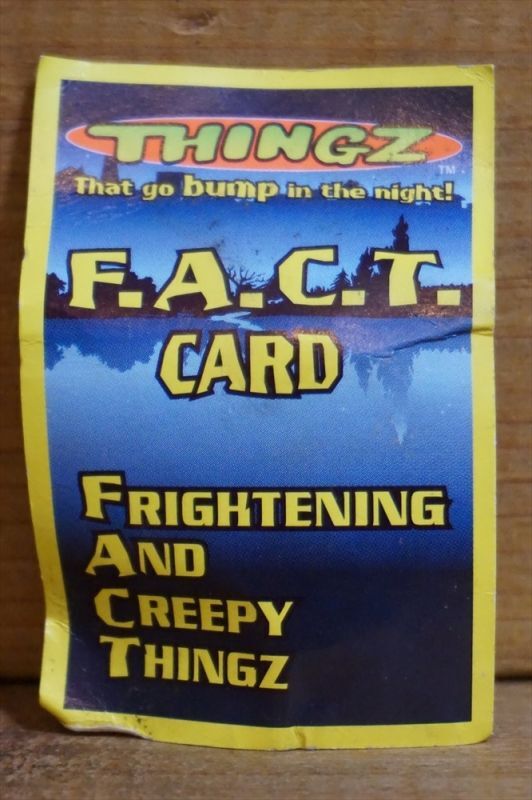 THINGZ
TM
That go bump in the night!
F.A.C.T.
CARD
FRIGHTENING
AND
CREEPY
THINGZ